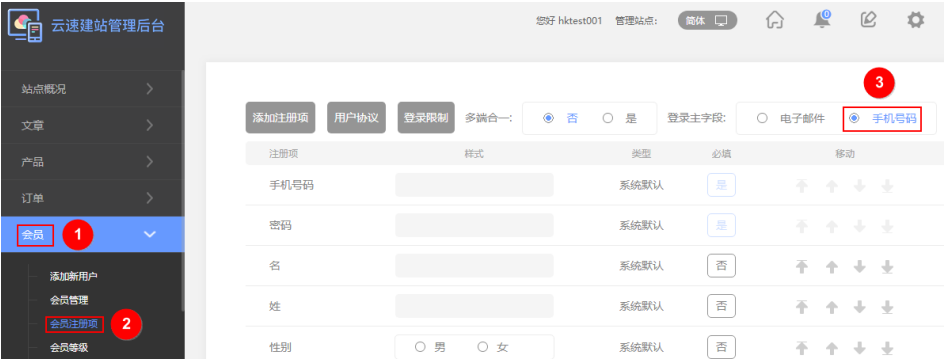 云速建站管理后台
您好 hktest001 管理站点: 简体
0
站点概况
文章
产品
订单
会员 1
添加新用户
会员管理
会员注册项 2
会员等级
3
添加注册项 用户协议 登录限制 多端合一: 否 是 登录主字段: 电子邮件 手机号码
注册项 样式 类型 必填 移动
手机号码 系统默认 是
密码 系统默认 是
名 系统默认 否
姓 系统默认 否
性别 男 女 系统默认 否